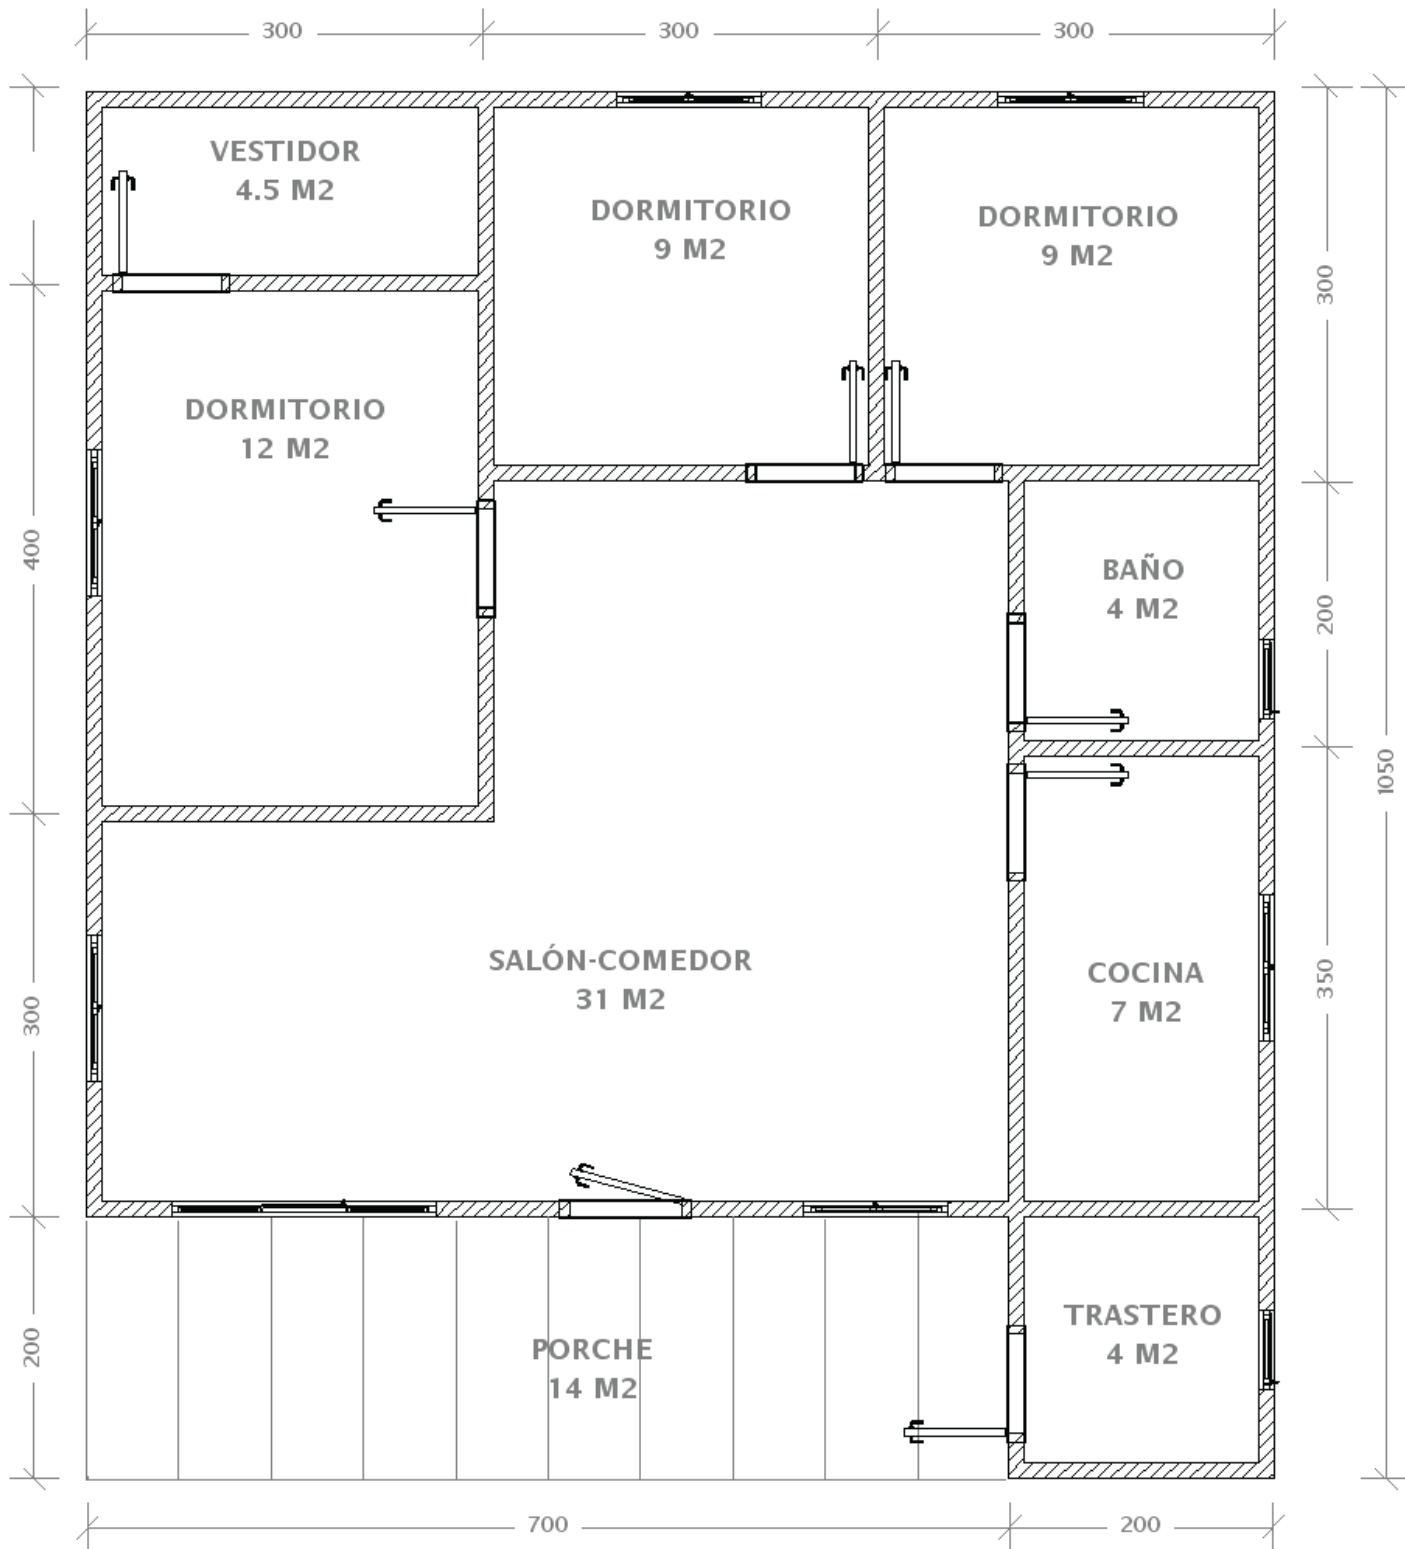 300
300
300
VESTIDOR
4.5 M2
DORMITORIO
9 M2
DORMITORIO
9 M2
300
DORMITORIO
12 M2
400
BAÑO
4 M2
200
1050
SALÓN-COMEDOR
31 M2
COCINA
7 M2
350
300
TRASTERO
4 M2
PORCHE
14 M2
200
700
200